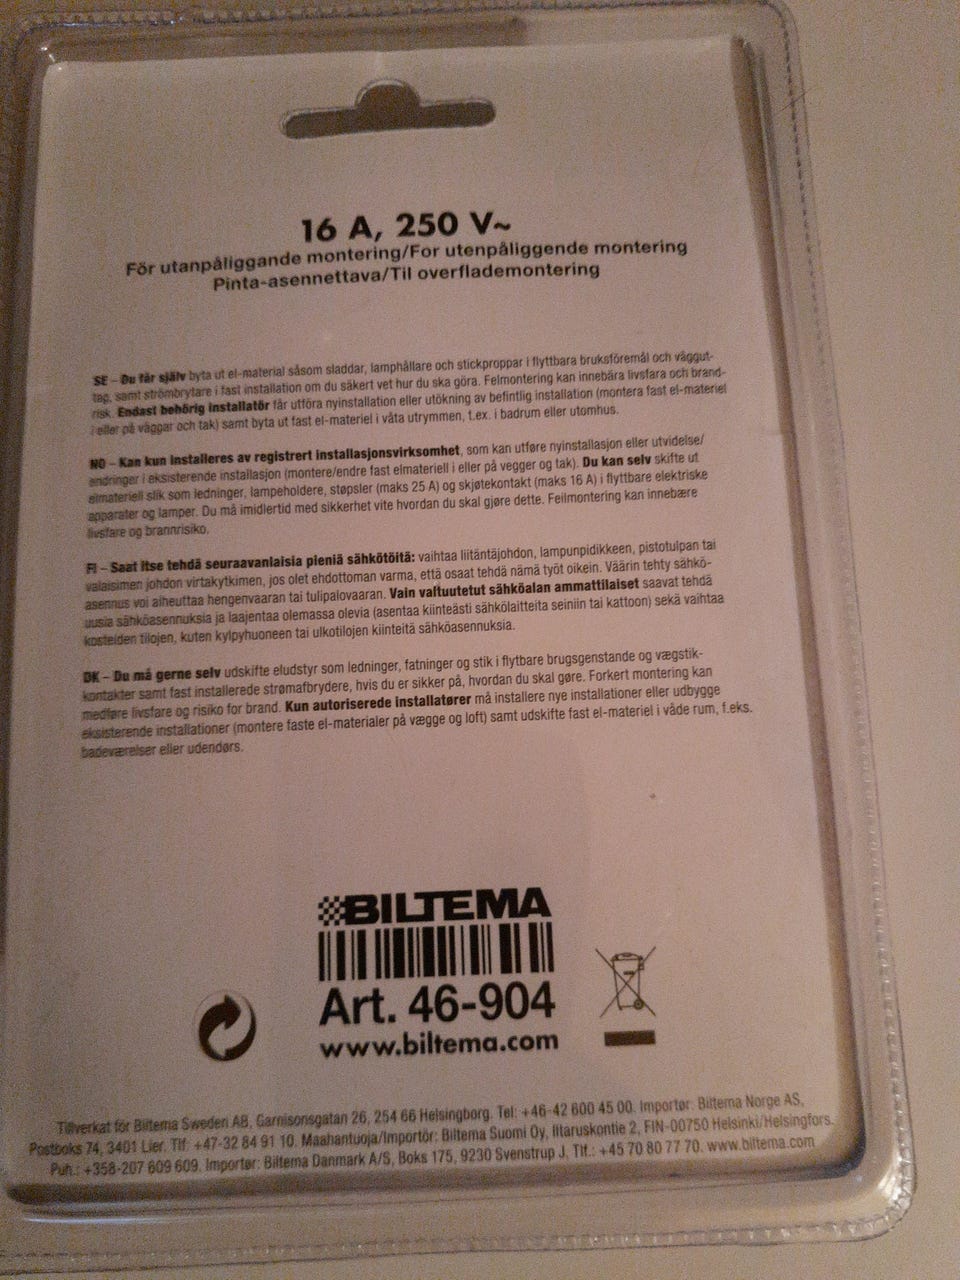 16 A, 250 V~
För utanpåliggande montering/For utenpåliggende montering
Pinta-asennettava/Til overflademontering
SE – Du får själv byta ut el-material såsom sladdar, lamphållare och stickproppar i flyttbara bruksföremål ochväggut-
tag, samt strömbrytare i fast installation om du säkert vet hur du ska göra. Felmontering kan innebära livsfara och brand-
risk. Endast behörig installatör får utföra nyinstallation eller utökning av befintlig installation (montera fast el-materiel
i eller på väggar och tak) samt byta ut fast el-materiel i våta utrymmen, t.ex. i badrum eller utomhus.
NO – Kan kun installeres av registrert installasjonsvirksomhet, som kan utføre nyinstallasjon eller utvidelse/
endringer i eksisterende installasjon (montere/endre fast elmateriell i eller på vegger og tak). Du kan selv skifte ut
elmateriell slik som ledninger, lampeholdere, støpsler (maks 25 A) og skjøtekontakt (maks 16 A) i flyttbare elektriske
apparater og lamper. Du må imidlertid med sikkerhet vite hvordan du skal gjøre dette. Feilmontering kan innebære
livsfare og brannrisiko.
FI – Saat itse tehdä seuraavanlaisia pieniä sähkötöitä: vaihtaa liitäntäjohdon, lampunpidikkeen, pistotulpan tai
valaisimen johdon virtakytkimen, jos olet ehdottoman varma, että osaat tehdä nämä työt oikein. Väärin tehty sähkö-
asennus voi aiheuttaa hengenvaaran tai tulipalovaaran. Vain valtuutetut sähköalan ammattilaiset saavat tehdä
uusia sähköasennuksia ja laajentaa olemassa olevia (asentaa kiinteästi sähkölaitteita seiniin tai kattoon) sekä vaihtaa
kosteiden tilojen, kuten kylpyhuoneen tai ulkotilojen kiinteitä sähköasennuksia.
DK – Du må gerne selv udskifte eludstyr som ledninger, fatninger og stik i flytbare brugsgenstande og vægstik-
kontakter samt fast installerede strømafbrydere, hvis du er sikker på, hvordan du skal gøre. Forkert montering kan
medføre livsfare og risiko for brand. Kun autoriserede installatører må installere nye installationer eller udbygge
eksisterende installationer (montere faste el-materialer på vægge og loft) samt udskifte fast el-materiel i våde rum, f.eks.
badeværelser eller udendørs.
BILTEMA
Art. 46-904
www.biltema.com
Tillverkat för Biltema Sweden AB, Garnisonsgatan 26, 254 66 Helsingborg. Tel: +46-42 600 45 00. Importør: Biltema Norge AS,
Postboks 74, 3401 Lier. Tlf: +47-32 84 91 10. Maahantuoja/Importör: Biltema Suomi Oy, Iltaruskontie 2, FIN-00750 Helsinki/Helsingfors.
Puh.: +358-207 609 609. Importør: Biltema Danmark A/S, Boks 175, 9230 Svenstrup J, Tlf.: +45 70 80 77 70. www.biltema.com